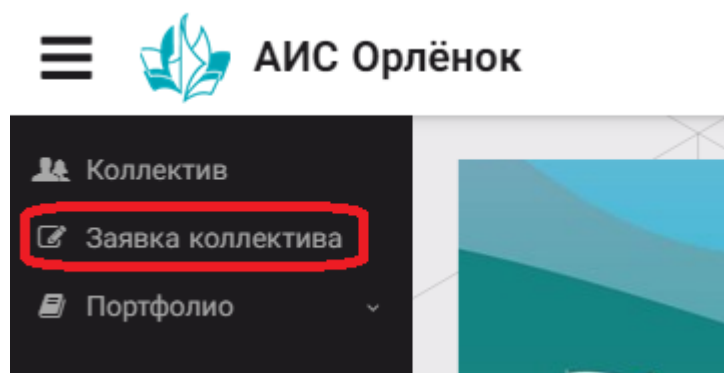 АИС Орлёнок
Коллектив
Заявка коллектива
Портфолио